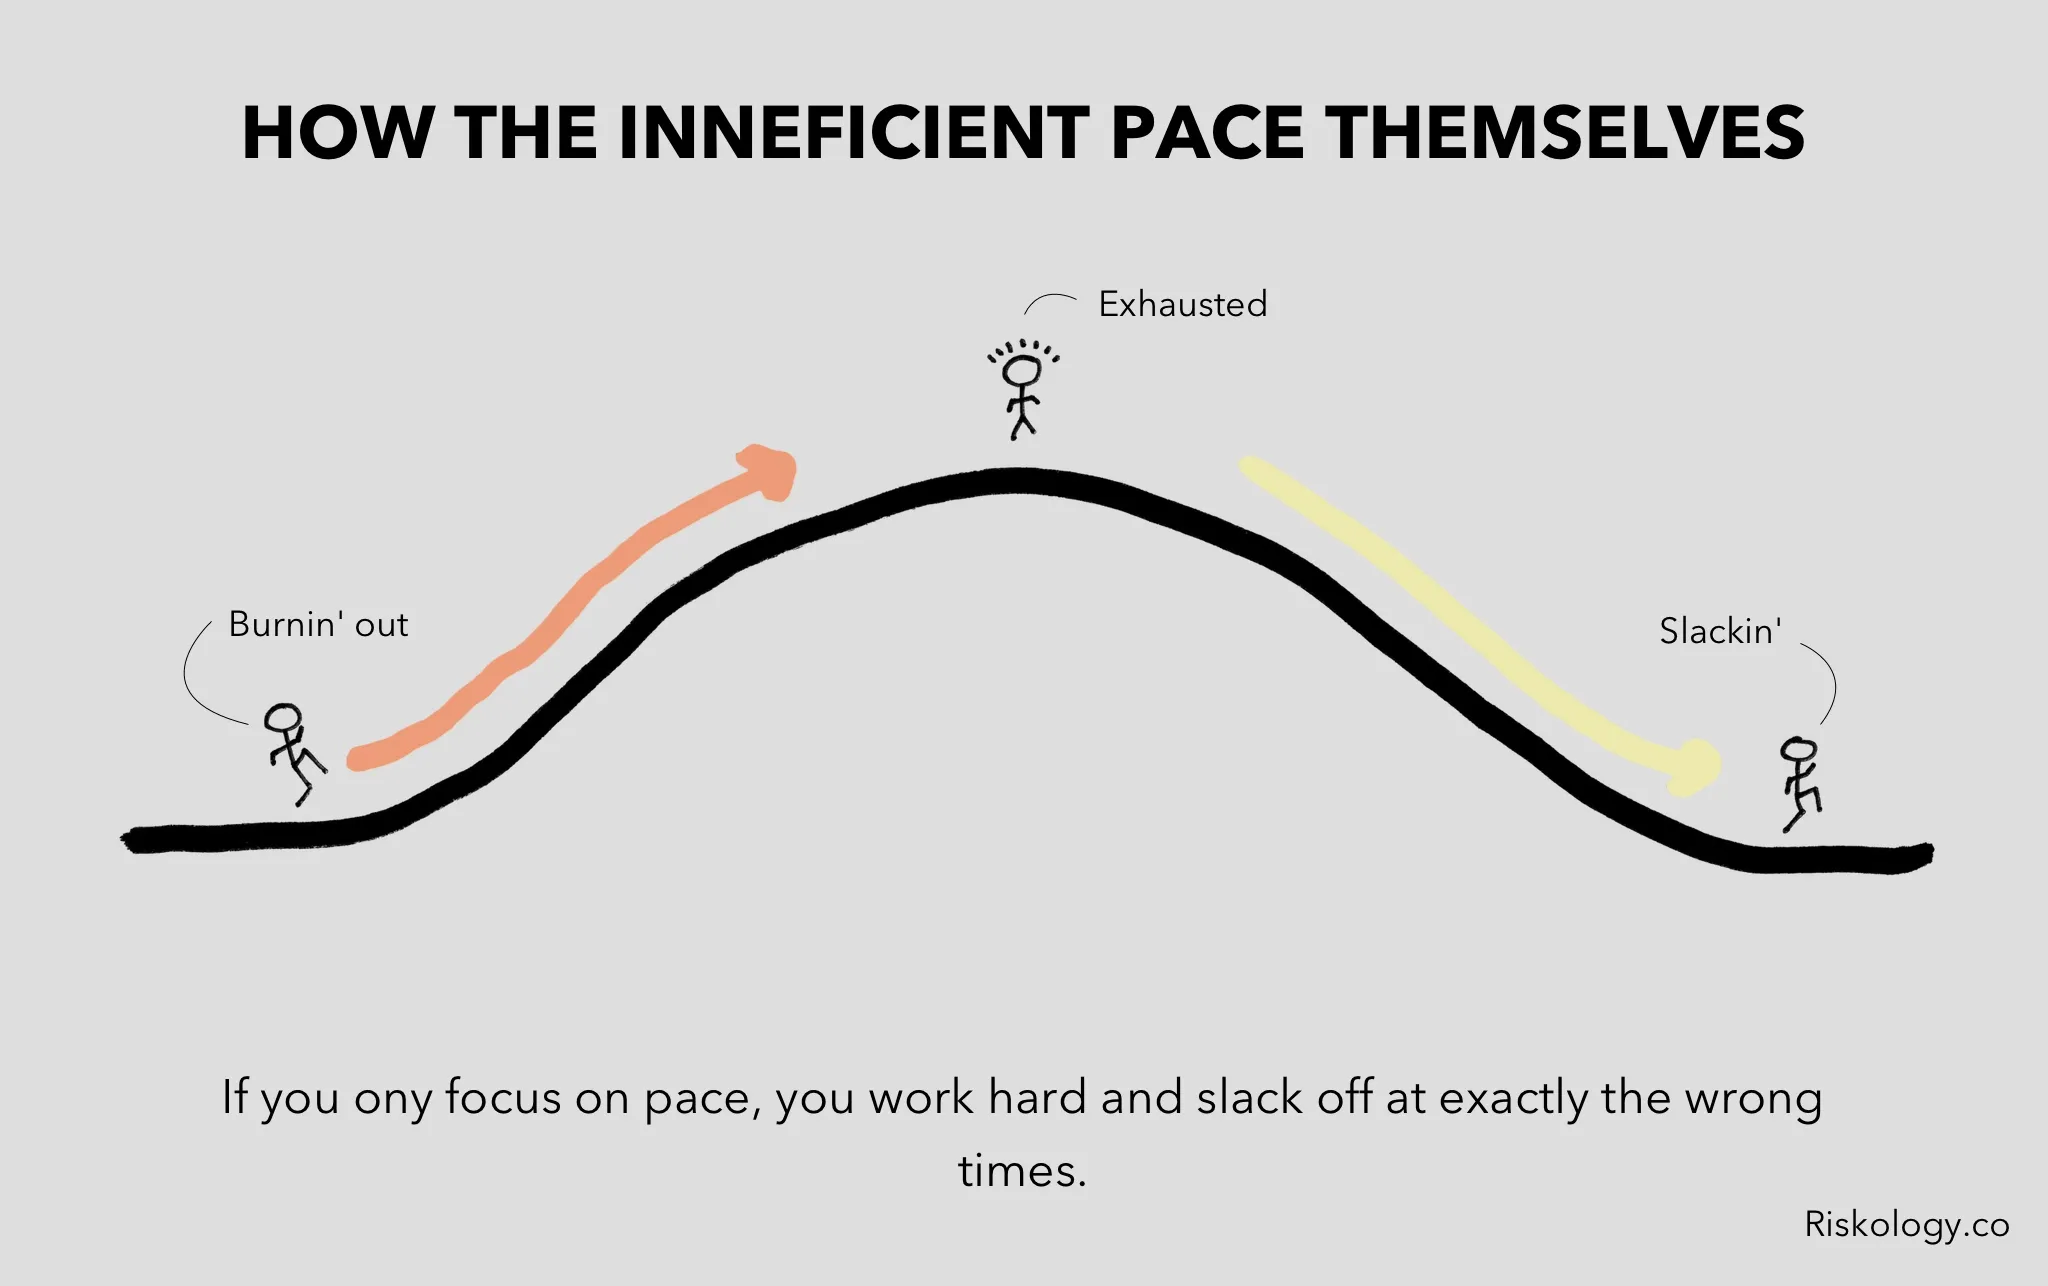 HOW THE INNEFICIENT PACE THEMSELVES
Exhausted
Burnin' out
Slackin'
If you ony focus on pace, you work hard and slack off at exactly the wrong
times.
Riskology.co